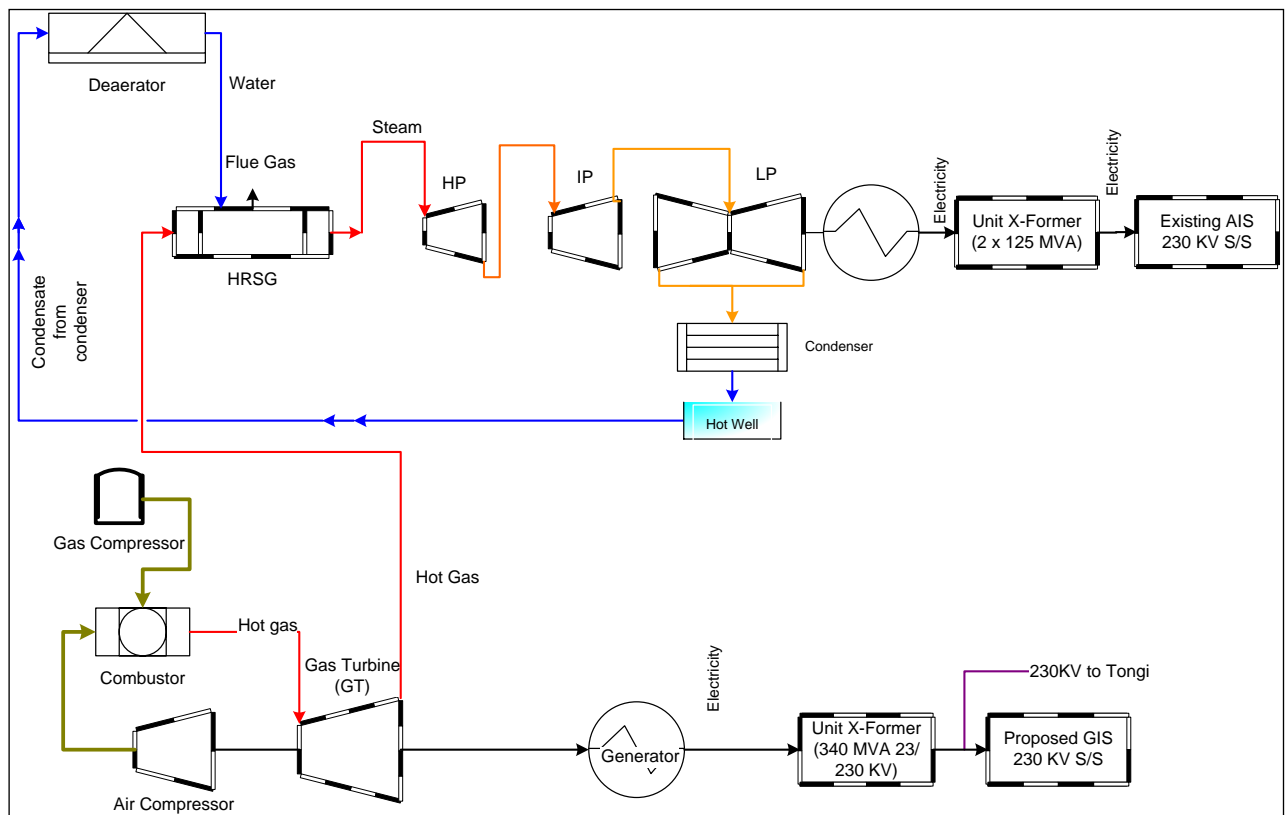 Deaerator
Water
Flue Gas
Steam
HP
IP
LP
Electricity
Electricity
Unit X-Former
(2 x 125 MVA)
Existing AIS
230 KV S/S
HRSG
Condensate
from
condenser
Condenser
Hot Well
Gas Compressor
Hot Gas
Hot gas
Combustor
Gas Turbine
(GT)
Air Compressor
Generator
Electricity
Unit X-Former
(340 MVA 23/
230 KV)
230KV to Tongi
Proposed GIS
230 KV S/S